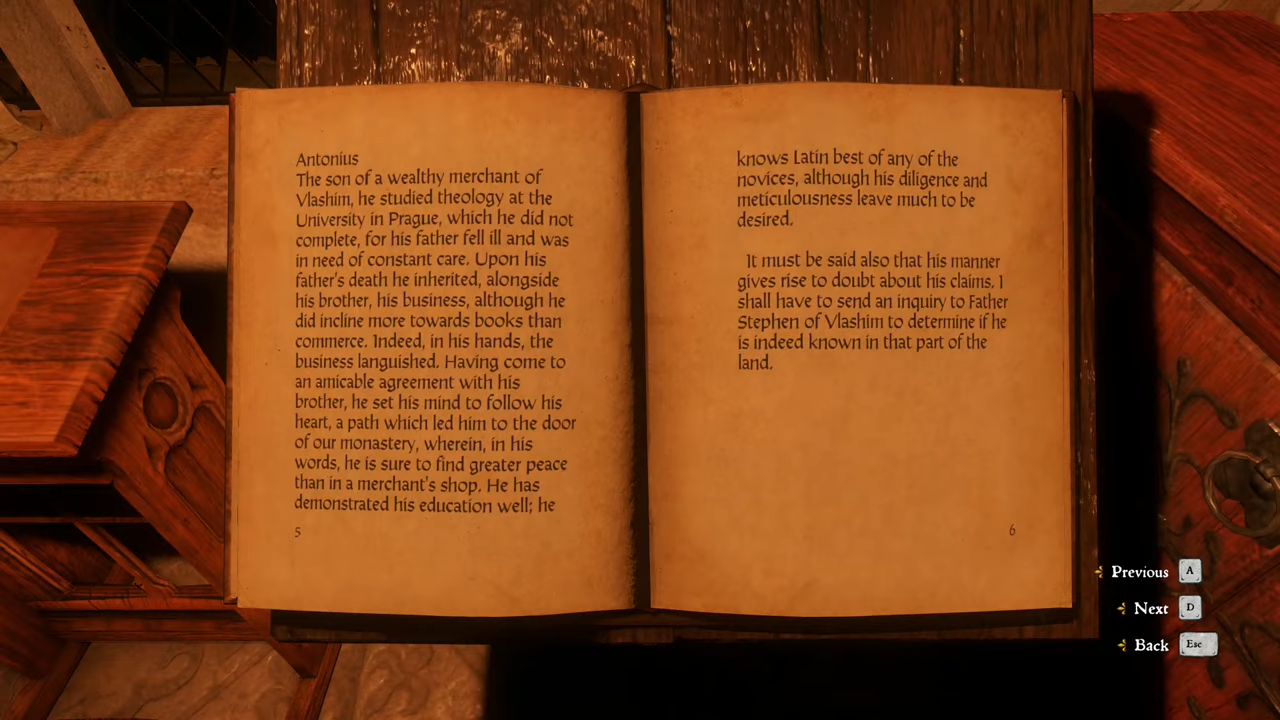 Antonius
The son of a wealthy merchant of
Vlashim, he studied theology at the
University in Prague, which he did not
complete, for his father fell ill and was
in need of constant care. Upon his
father's death he inherited, alongside
his brother, his business, although he
did incline more towards books than
commerce. Indeed, in his hands, the
business languished. Having come to
an amicable agreement with his
brother, he set his mind to follow his
heart, a path which led him to the door
of our monastery, wherein, in his
words, he is sure to find greater peace
than in a merchant's shop. He has
demonstrated his education well; he
5
knows Latin best of any of the
novices, although his diligence and
meticulousness leave much to be
desired.
It must be said also that his manner
gives rise to doubt about his claims. I
shall have to send an inquiry to Father
Stephen of Vlashim to determine if he
is indeed known in that part of the
land.
6
Previous A
Next D
Back Esc